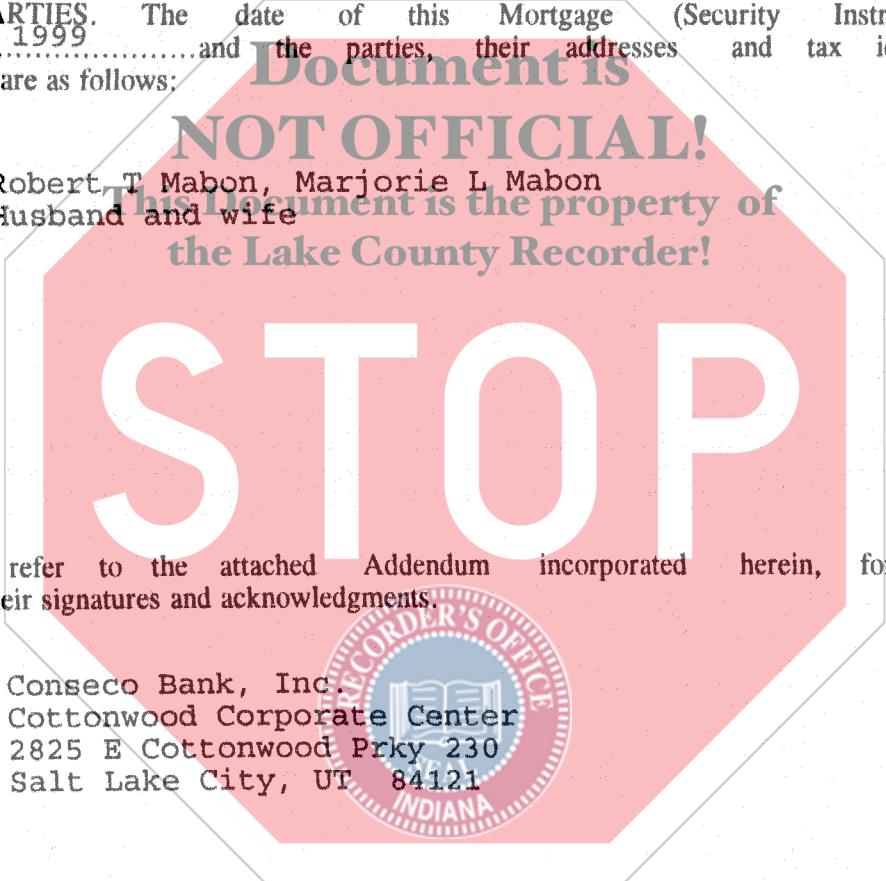 ARTIES. The date of this Mortgage (Security Instr
1999 and the parties, their addresses and tax i
are as follows:
Document is
NOT OFFICIAL!
This Document is the property of
the Lake County Recorder!
Robert T Mabon, Marjorie L Mabon
Husband and wife
STOP
refer to the attached Addendum incorporated herein, fo
eir signatures and acknowledgments.
RECORDER'S OFFICE
SEAL
INDIANA
Conseco Bank, Inc.
Cottonwood Corporate Center
2825 E Cottonwood Prky 230
Salt Lake City, UT 84121